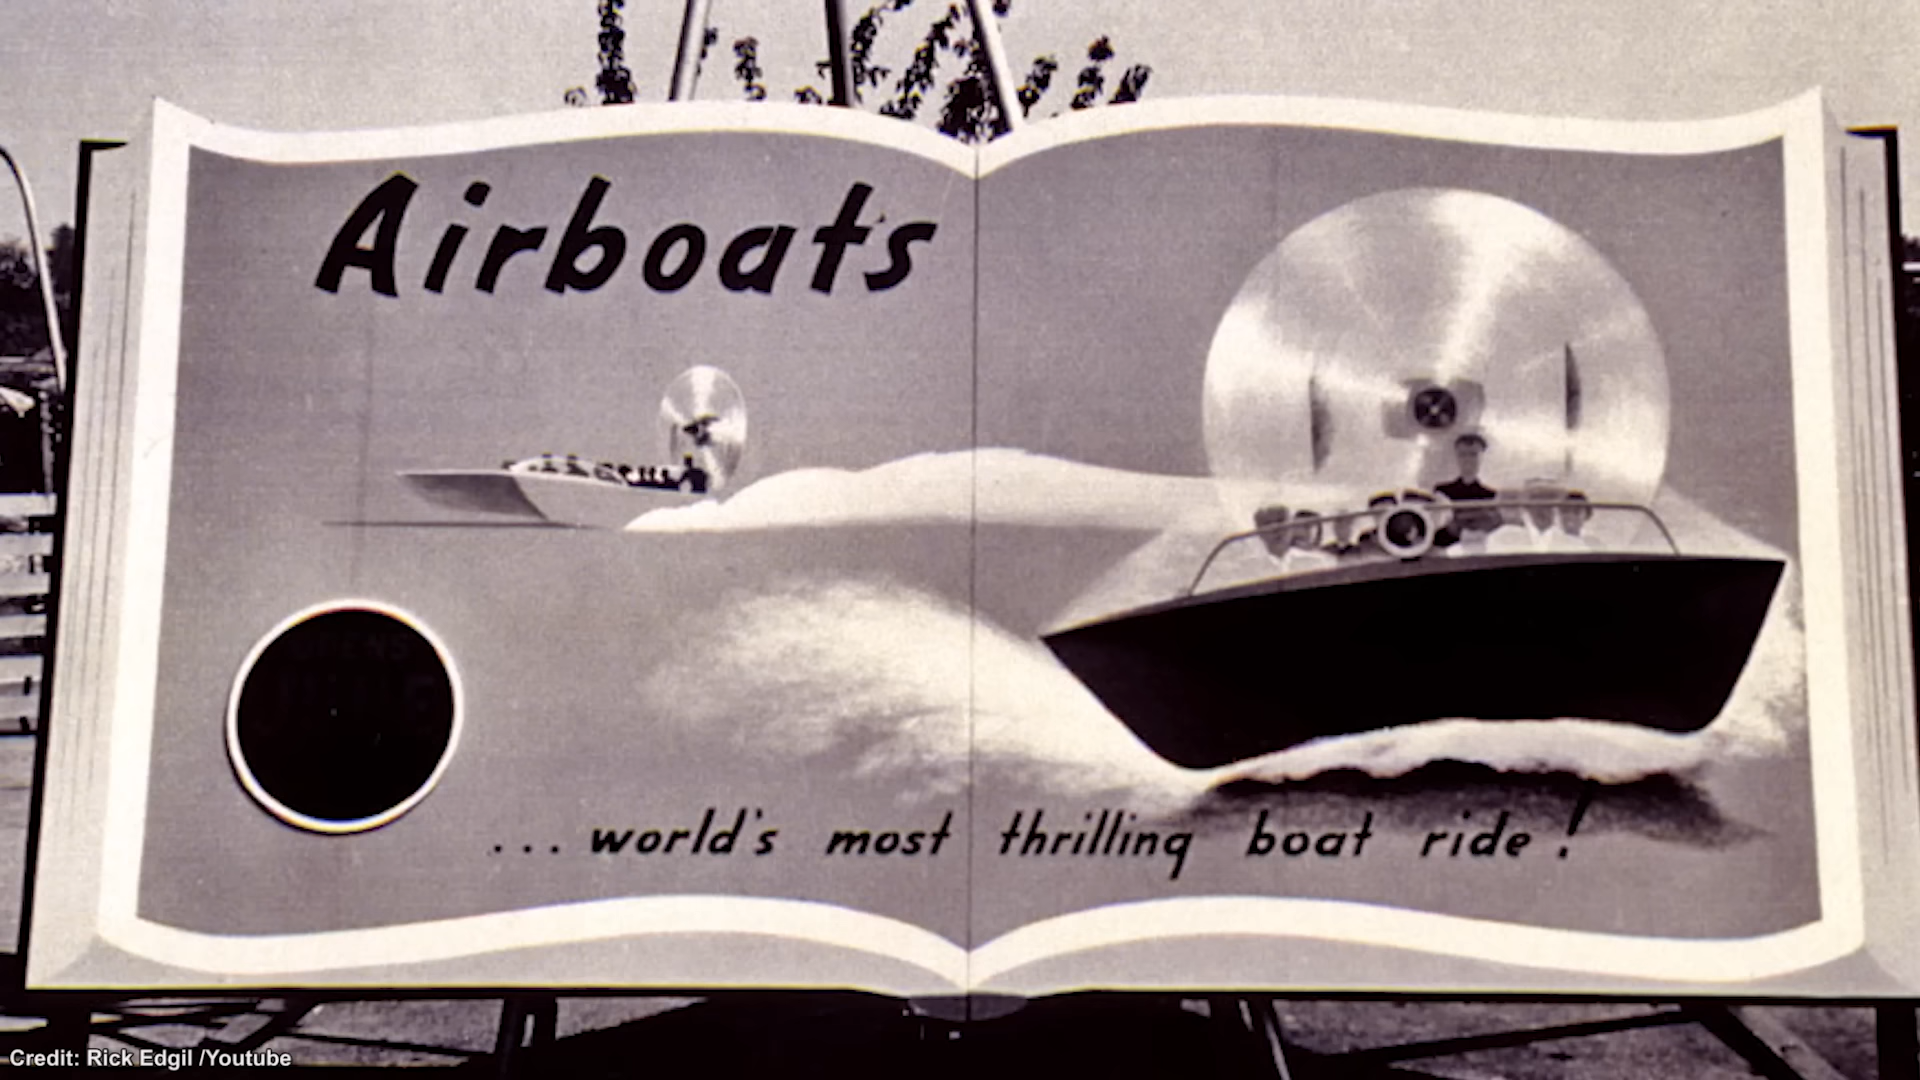 Airboats
...world's most thrilling boat ride!
Credit: Rick Edgil /Youtube